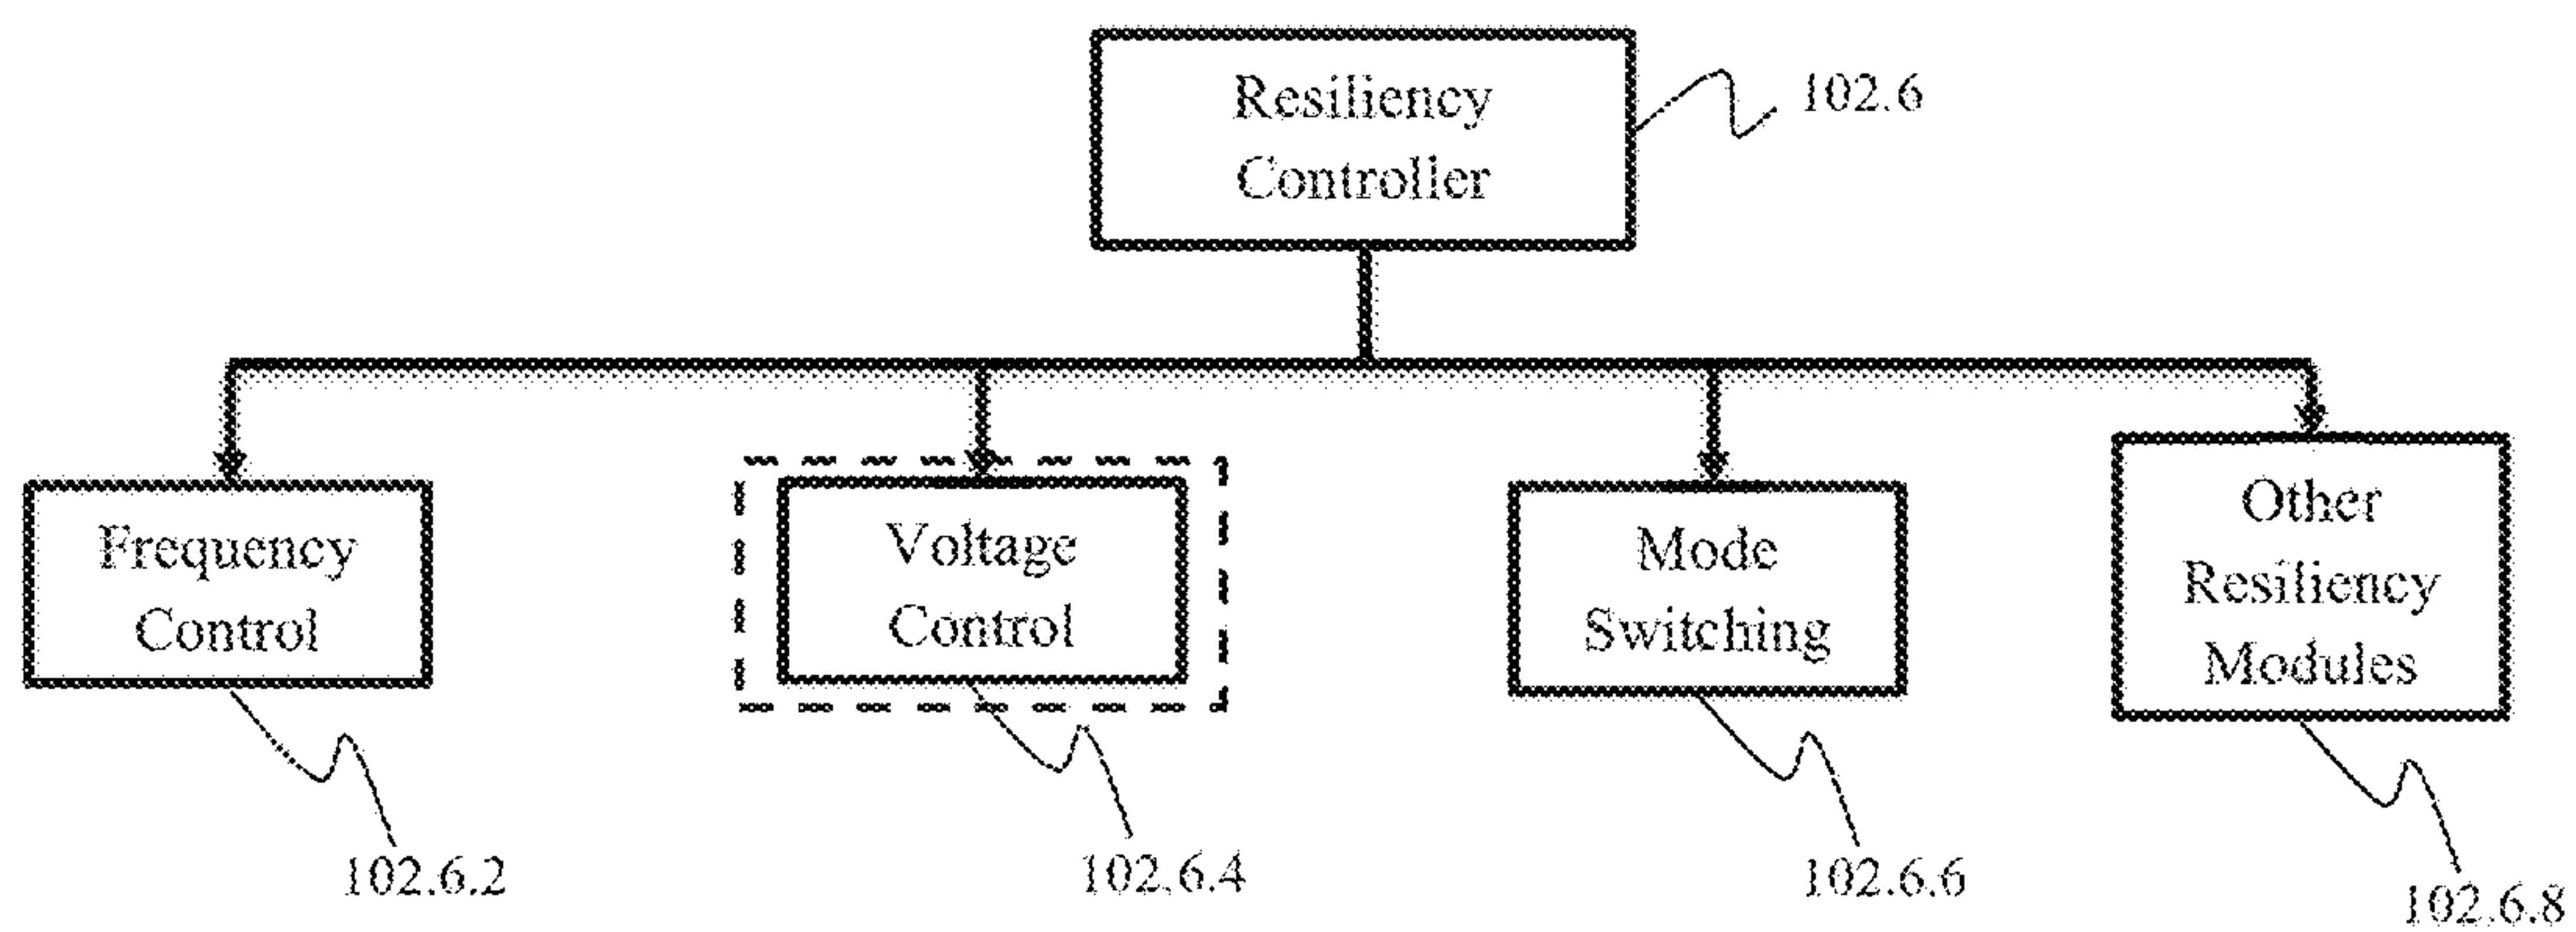 Resiliency
Controller
102.6
Frequency
Control
Voltage
Control
Mode
Switching
Other
Resiliency
Modules
102.6.2
102.6.4
102.6.6
102.6.8